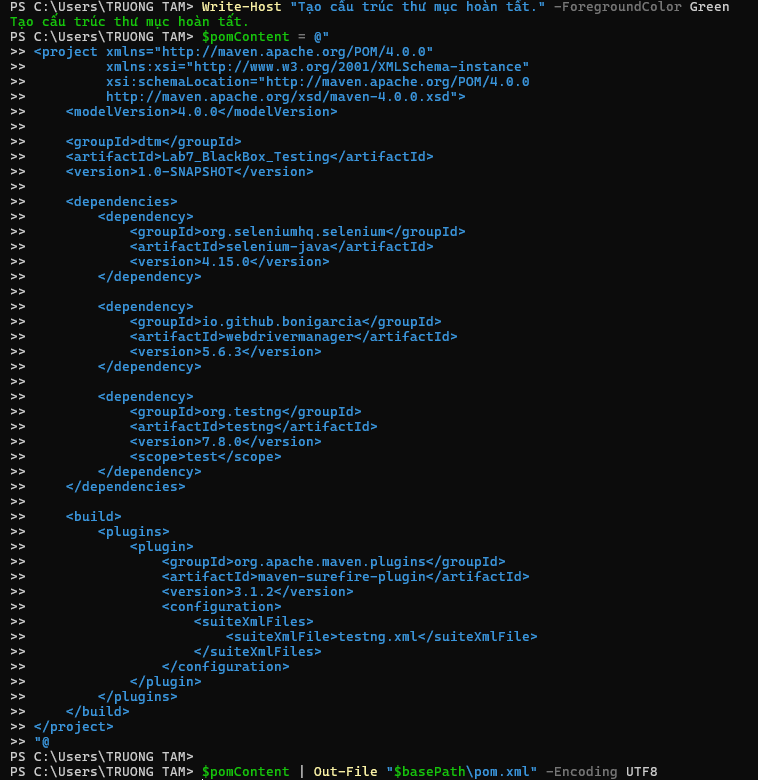 PS C:\Users\TRUONG TAM> Write-Host "Tạo cấu trúc thư mục hoàn tất." -ForegroundColor Green
Tạo cấu trúc thư mục hoàn tất.
PS C:\Users\TRUONG TAM> $pomContent = @"
>> <project xmlns="http://maven.apache.org/POM/4.0.0"
>>          xmlns:xsi="http://www.w3.org/2001/XMLSchema-instance"
>>          xsi:schemaLocation="http://maven.apache.org/POM/4.0.0
>>          http://maven.apache.org/xsd/maven-4.0.0.xsd">
>>     <modelVersion>4.0.0</modelVersion>
>>
>>     <groupId>dtm</groupId>
>>     <artifactId>Lab7_BlackBox_Testing</artifactId>
>>     <version>1.0-SNAPSHOT</version>
>>
>>     <dependencies>
>>         <dependency>
>>             <groupId>org.seleniumhq.selenium</groupId>
>>             <artifactId>selenium-java</artifactId>
>>             <version>4.15.0</version>
>>         </dependency>
>>
>>         <dependency>
>>             <groupId>io.github.bonigarcia</groupId>
>>             <artifactId>webdrivermanager</artifactId>
>>             <version>5.6.3</version>
>>         </dependency>
>>
>>         <dependency>
>>             <groupId>org.testng</groupId>
>>             <artifactId>testng</artifactId>
>>             <version>7.8.0</version>
>>             <scope>test</scope>
>>         </dependency>
>>     </dependencies>
>>
>>     <build>
>>         <plugins>
>>             <plugin>
>>                 <groupId>org.apache.maven.plugins</groupId>
>>                 <artifactId>maven-surefire-plugin</artifactId>
>>                 <version>3.1.2</version>
>>                 <configuration>
>>                     <suiteXmlFiles>
>>                         <suiteXmlFile>testng.xml</suiteXmlFile>
>>                     </suiteXmlFiles>
>>                 </configuration>
>>             </plugin>
>>         </plugins>
>>     </build>
>> </project>
>> "@
PS C:\Users\TRUONG TAM>
PS C:\Users\TRUONG TAM> $pomContent | Out-File "$basePath\pom.xml" -Encoding UTF8